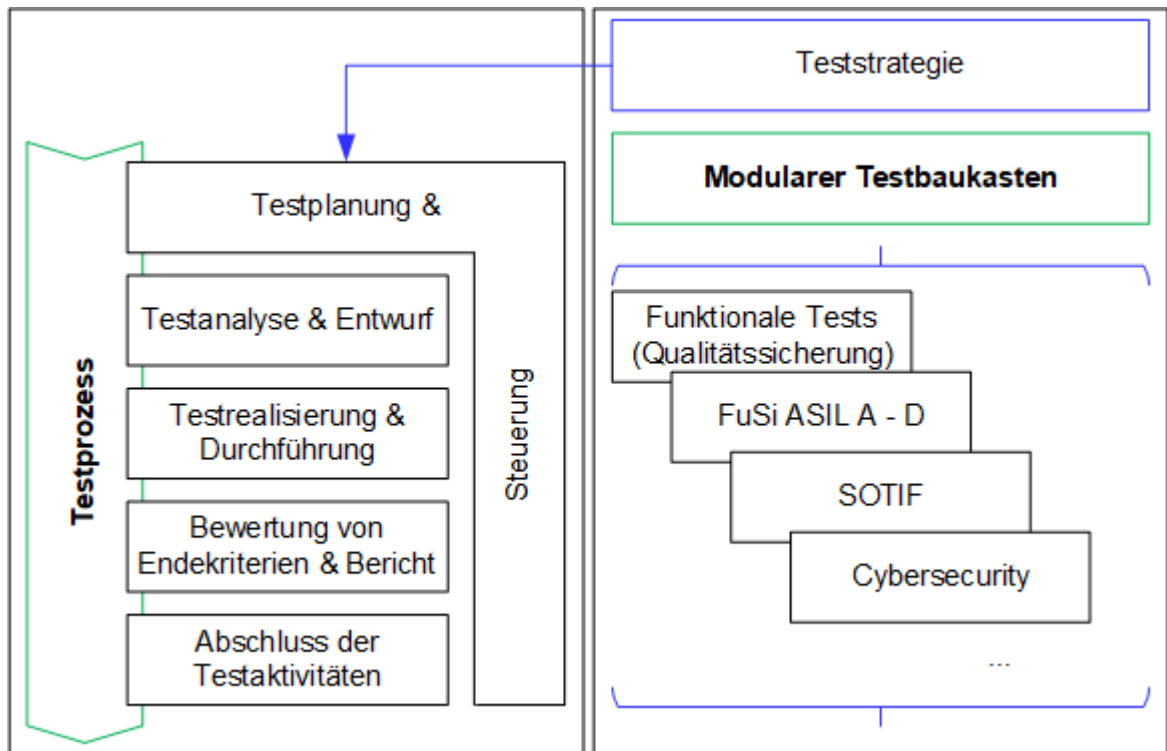 Testprozess
Testplanung &
Steuerung
Testanalyse & Entwurf
Testrealisierung &
Durchführung
Bewertung von
Endekriterien & Bericht
Abschluss der
Testaktivitäten
Teststrategie
Modularer Testbaukasten
Funktionale Tests
(Qualitätssicherung)
FuSi ASIL A - D
SOTIF
Cybersecurity
...